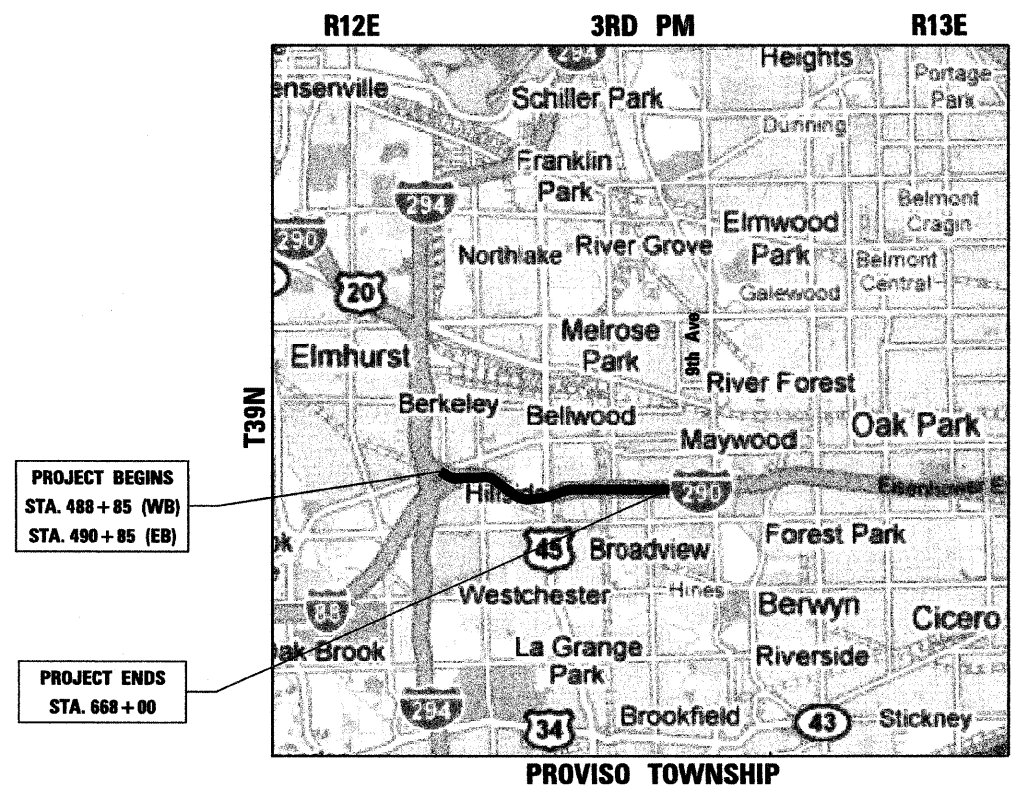 R12E 3RD PM R13E
294
Heights
ensenville
Schiller Park
Portage
Park
Dunning
Franklin
Park
294
Belmont
Cragin
290
Elmwood
Park
Northlake
River Grove
Belmont
Central
20
Galewood
Melrose
Park
9th Ave
Elmhurst
River Forest
T39N
Berkeley
Bellwood
Oak Park
Maywood
PROJECT BEGINS
STA. 488+85 (WB)
STA. 490+85 (EB)
290
Eisenhower E
45
Broadview
Forest Park
Westchester
Hines
88
Berwyn
Cicero
Oak Brook
La Grange
Park
Riverside
PROJECT ENDS
STA. 668+00
294
34
Brookfield
43
Stickney
PROVISO TOWNSHIP